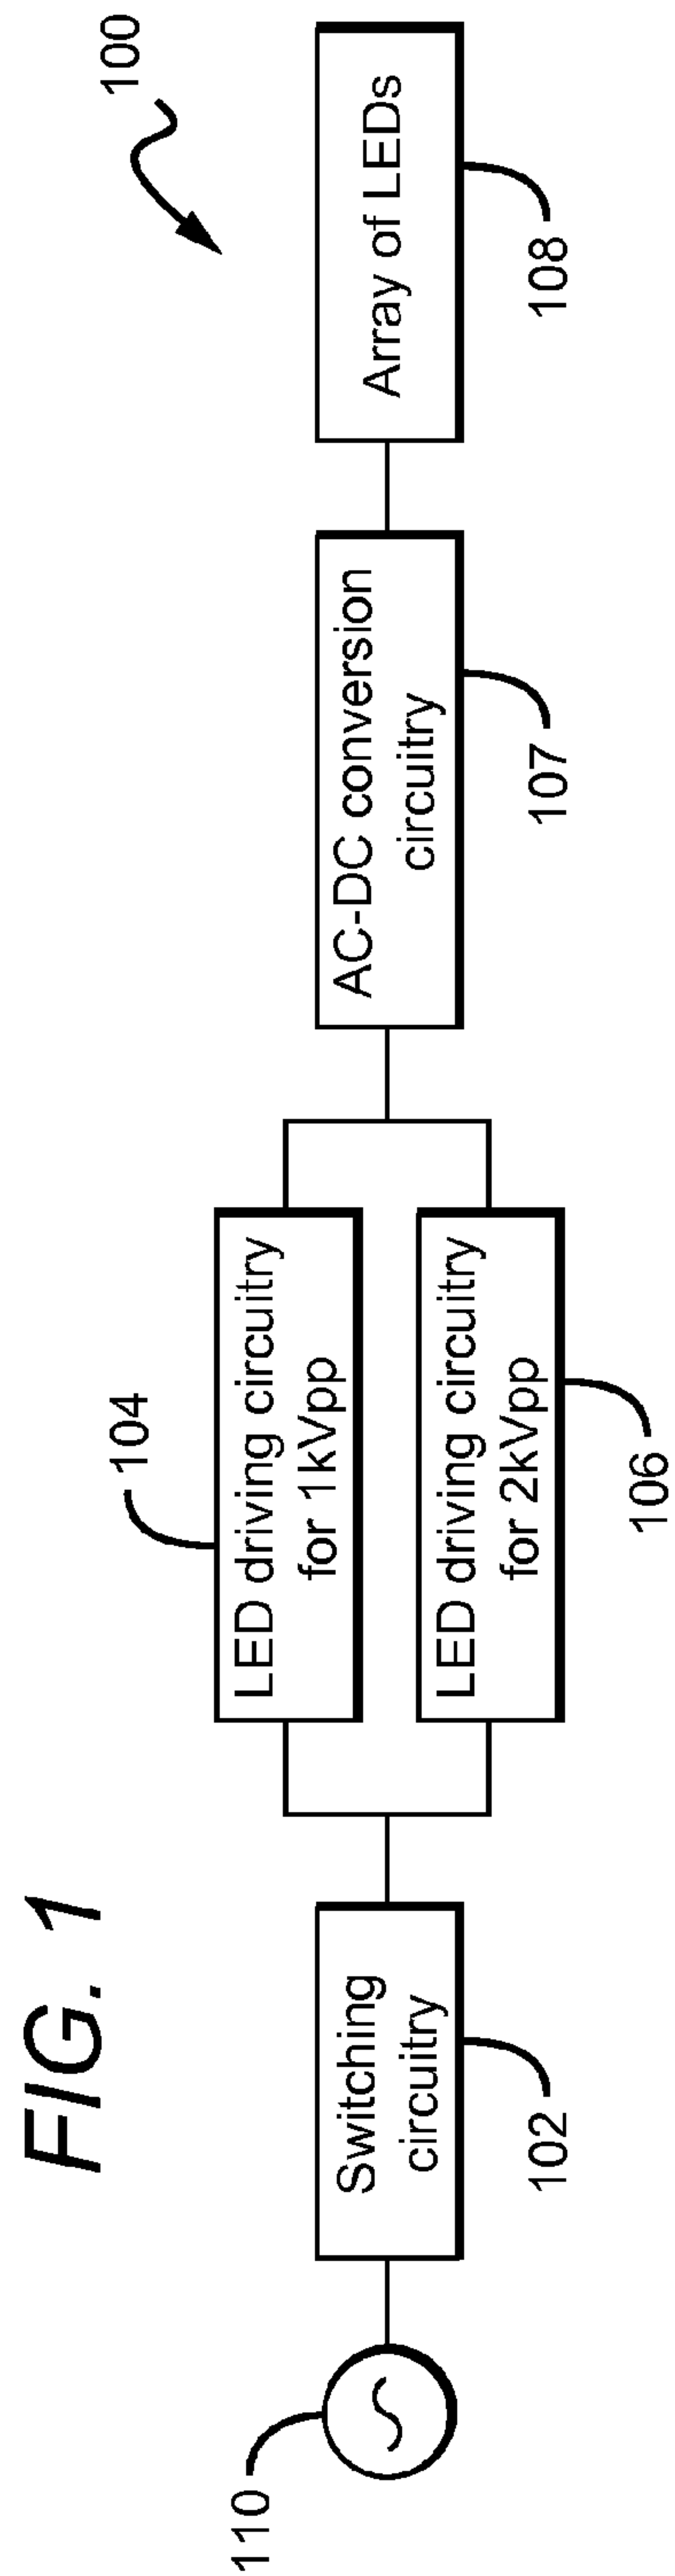 FIG. 1
100
110
Switching
circuitry
102
104
LED driving circuitry
for 1kVpp
LED driving circuitry
for 2kVpp
106
AC-DC conversion
circuitry
107
Array of LEDs
108